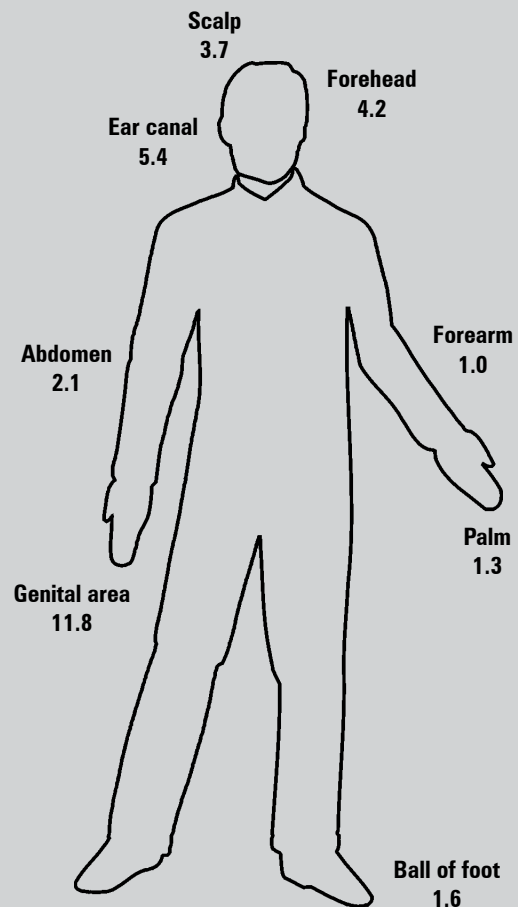 Scalp
3.7
Forehead
4.2
Ear canal
5.4
Abdomen
2.1
Forearm
1.0
Palm
1.3
Genital area
11.8
Ball of foot
1.6